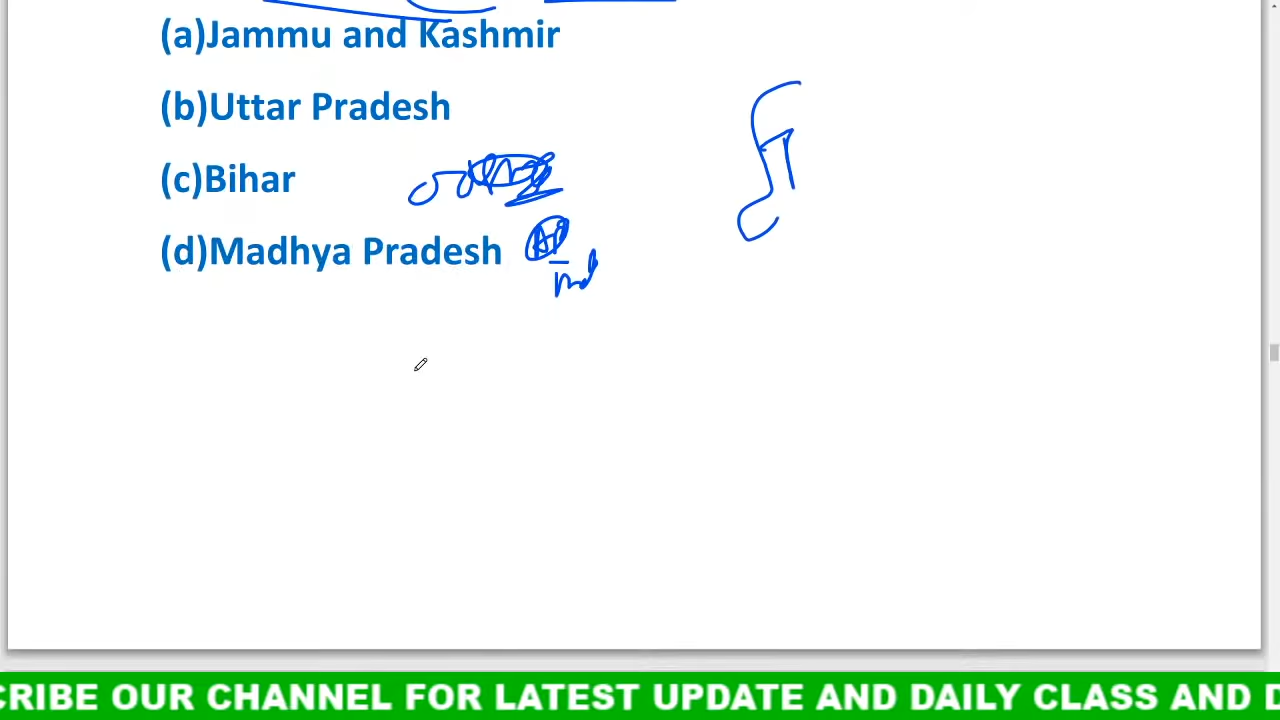 (a)Jammu and Kashmir
(b)Uttar Pradesh
(c)Bihar
(d)Madhya Pradesh
CRIBE OUR CHANNEL FOR LATEST UPDATE AND DAILY CLASS AND D